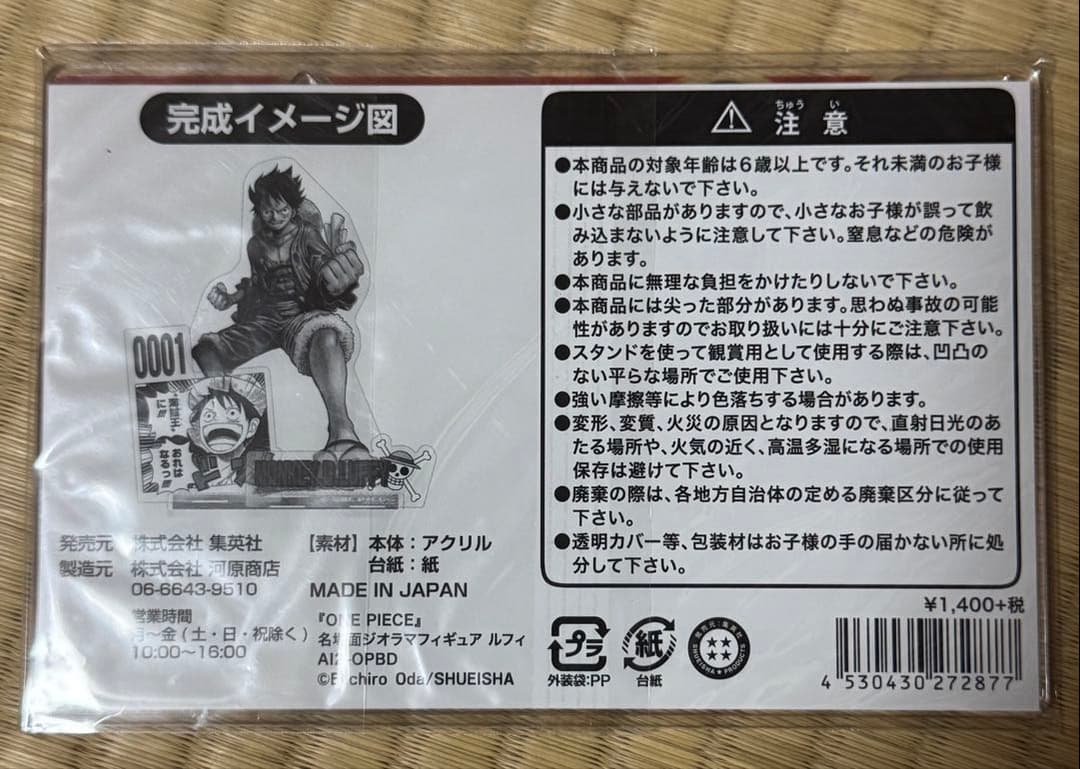 完成イメージ図
0001
海賊王に!!!
おれはなるっ!!!
発売元 株式会社 集英社
製造元 株式会社 河原商店
06-6643-9510
営業時間
月〜金(土・日・祝除く)
10:00〜16:00
【素材】本体：アクリル
台紙：紙
MADE IN JAPAN
『ONE PIECE』
名場面ジオラマフィギュア ルフィ
AI2-OPBD
©Eiichiro Oda/SHUEISHA
⚠ 注意
ちゅう い
●本商品の対象年齢は6歳以上です。それ未満のお子様
には与えないで下さい。
●小さな部品がありますので、小さなお子様が誤って飲
み込まないように注意して下さい。窒息などの危険が
あります。
●本商品に無理な負担をかけたりしないで下さい。
●本商品には尖った部分があります。思わぬ事故の可能
性がありますのでお取り扱いには十分にご注意下さい。
●スタンドを使って観賞用として使用する際は、凹凸の
ない平らな場所でご使用下さい。
●強い摩擦等により色落ちする場合があります。
●変形、変質、火災の原因となりますので、直射日光のあ
たる場所や、火気の近く、高温多湿になる場所での使用
保存は避けて下さい。
●廃棄の際は、各地方自治体の定める廃棄区分に従って
下さい。
●透明カバー等、包装材はお子様の手の届かない所に処
分して下さい。
¥1,400+税
プラ
外装袋:PP
紙
台紙
発売元:集英社
SHUEISHA PRODUCTS
4 530430 272877